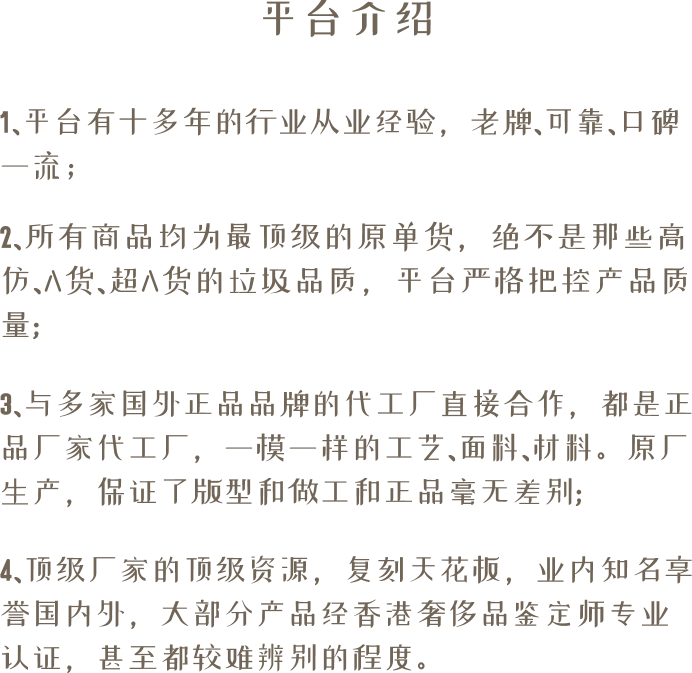 平台介绍
1、平台有十多年的行业从业经验，老牌、可靠、口碑
一流；
2、所有商品均为最顶级的原单货，绝不是那些高
仿、A货、超A货的垃圾品质，平台严格把控产品质
量;
3、与多家国外正品品牌的代工厂直接合作，都是正
品厂家代工厂，一模一样的工艺、面料、材料。原厂
生产，保证了版型和做工和正品毫无差别;
4、顶级厂家的顶级资源，复刻天花板，业内知名享
誉国内外，大部分产品经香港奢侈品鉴定师专业
认证，甚至都较难辨别的程度。